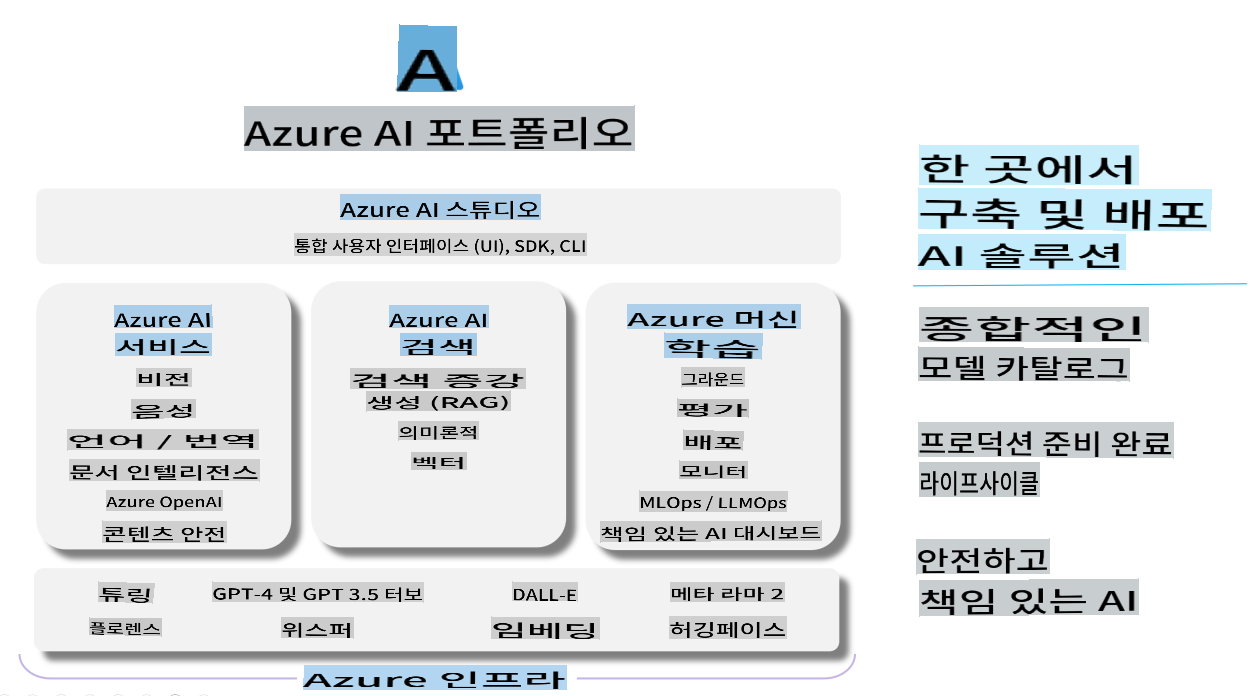 A
Azure AI 포트폴리오
Azure AI 스튜디오
통합 사용자 인터페이스 (UI), SDK, CLI
Azure AI
서비스
비전
음성
언어 / 번역
문서 인텔리전스
Azure OpenAI
콘텐츠 안전
Azure AI
검색
검색 증강
생성 (RAG)
의미론적
벡터
Azure 머신
학습
그라운드
평가
배포
모니터
MLOps / LLMOps
책임 있는 AI 대시보드
튜링
GPT-4 및 GPT 3.5 터보
DALL-E
메타 라마 2
플로렌스
위스퍼
임베딩
허깅페이스
Azure 인프라
한 곳에서
구축 및 배포
AI 솔루션
종합적인
모델 카탈로그
프로덕션 준비 완료
라이프사이클
안전하고
책임 있는 AI